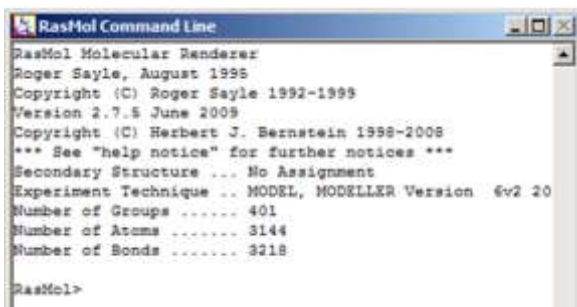 RasMol Command Line
RasMol Molecular Renderer
Roger Sayle, August 1995
Copyright (C) Roger Sayle 1992-1999
Version 2.7.5 June 2009
Copyright (C) Herbert J. Bernstein 1998-2008
*** See "help notice" for further notices ***
Secondary Structure ... No Assignment
Experiment Technique .. MODEL, MODELLER Version 6v2 20
Number of Groups ...... 401
Number of Atoms ....... 3144
Number of Bonds ....... 3218
RasMol>